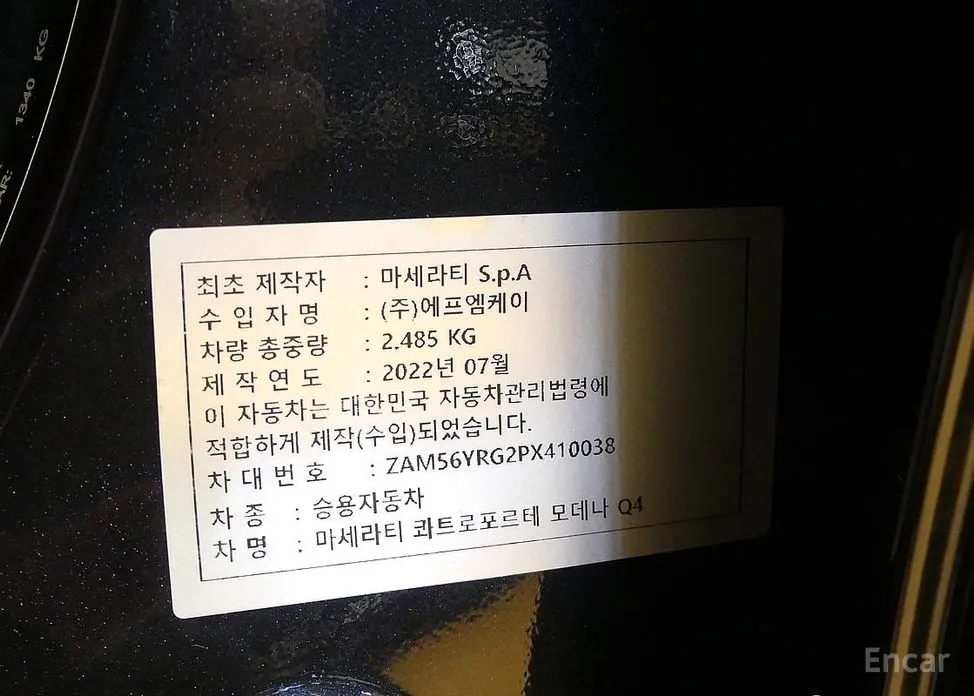 1340 KG
AR:
최초 제작자 : 마세라티 S.p.A
수 입 자 명 : (주)에프엠케이
차량 총중량 : 2.485 KG
제 작 연 도 : 2022년 07월
이 자동차는 대한민국 자동차관리법령에
적합하게 제작(수입)되었습니다.
차 대 번 호 : ZAM56YRG2PX410038
차 종 : 승용자동차
차 명 : 마세라티 콰트로포르테 모데나 Q4
Encar